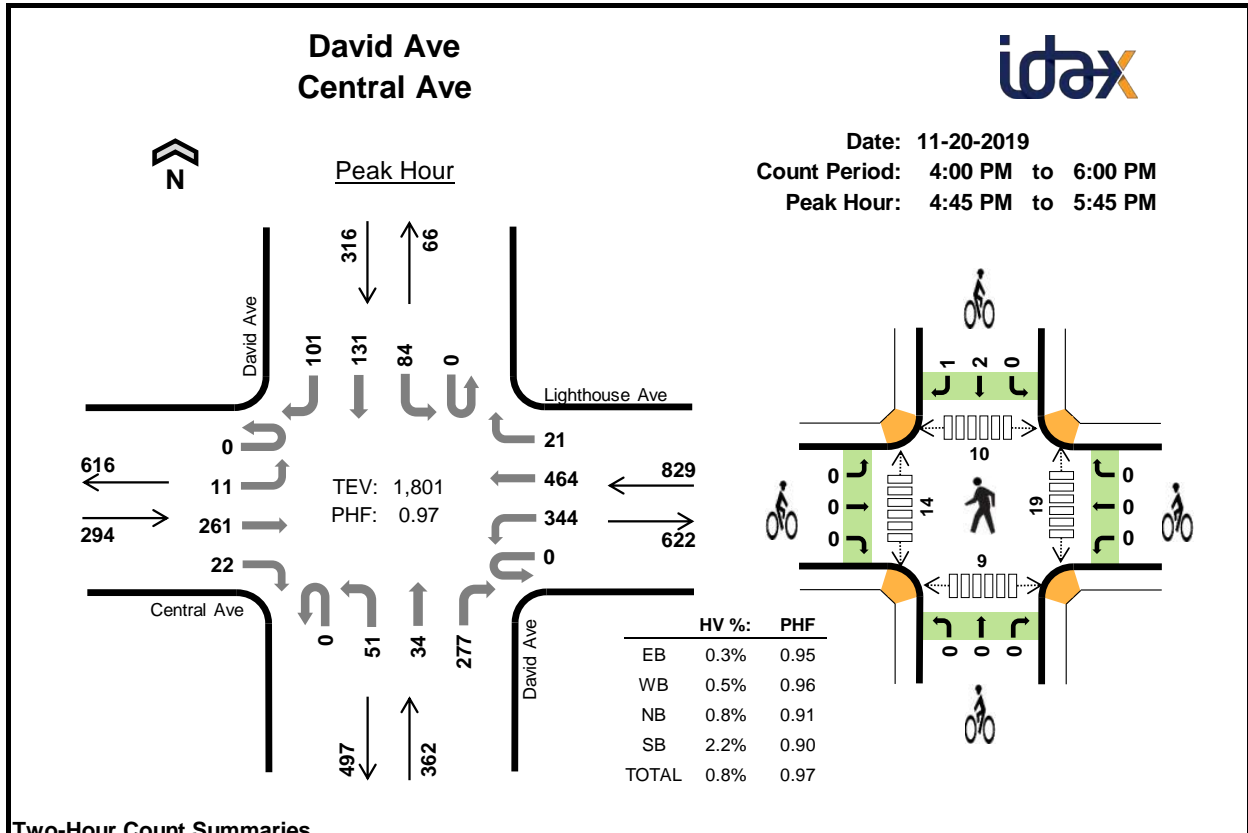 David Ave
Central Ave
idax
Date: 11-20-2019
Count Period: 4:00 PM to 6:00 PM
Peak Hour: 4:45 PM to 5:45 PM
N
Peak Hour
316
66
David Ave
101
131
84
0
Lighthouse Ave
0
11
261
22
616
294
TEV: 1,801
PHF: 0.97
21
464
344
0
829
622
Central Ave
0
51
34
277
David Ave
497
362
HV %: PHF
EB 0.3% 0.95
WB 0.5% 0.96
NB 0.8% 0.91
SB 2.2% 0.90
TOTAL 0.8% 0.97
1 2 0
10
0
0
0
14
19
0
0
0
9
0 0 0
Two-Hour Count Summaries